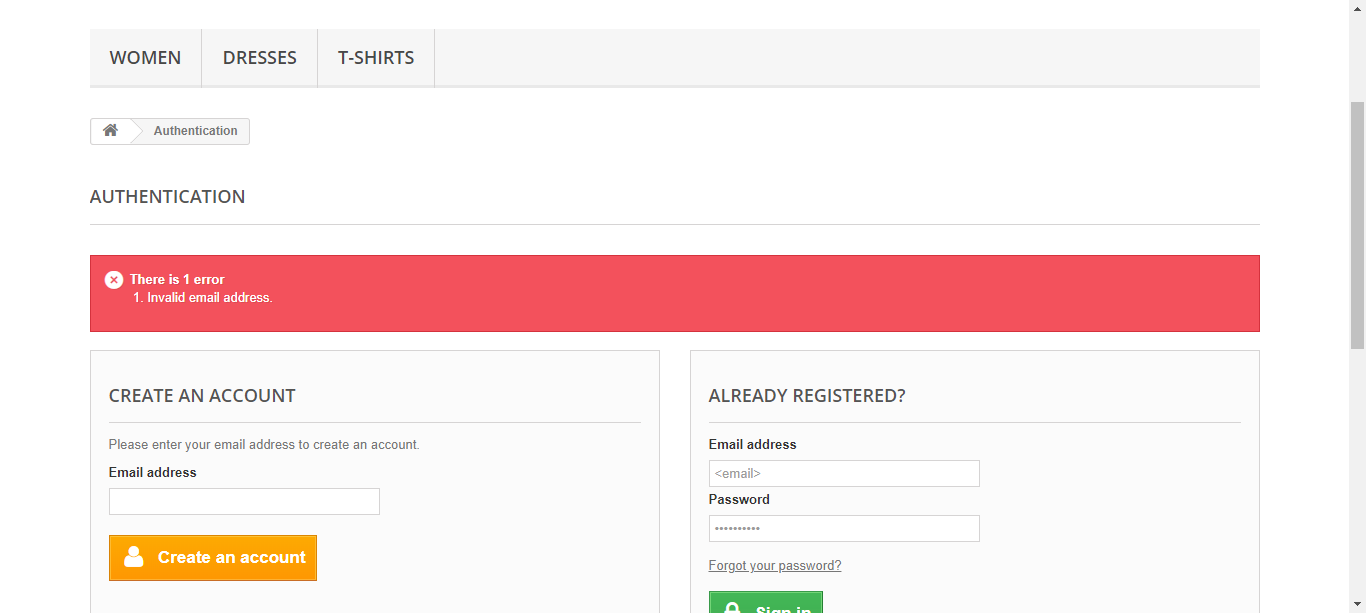 WOMEN DRESSES T-SHIRTS
Authentication
AUTHENTICATION
There is 1 error
1. Invalid email address.
CREATE AN ACCOUNT
Please enter your email address to create an account.
Email address
Create an account
ALREADY REGISTERED?
Email address
<email>
Password
••••••••••
Forgot your password?
Sign in